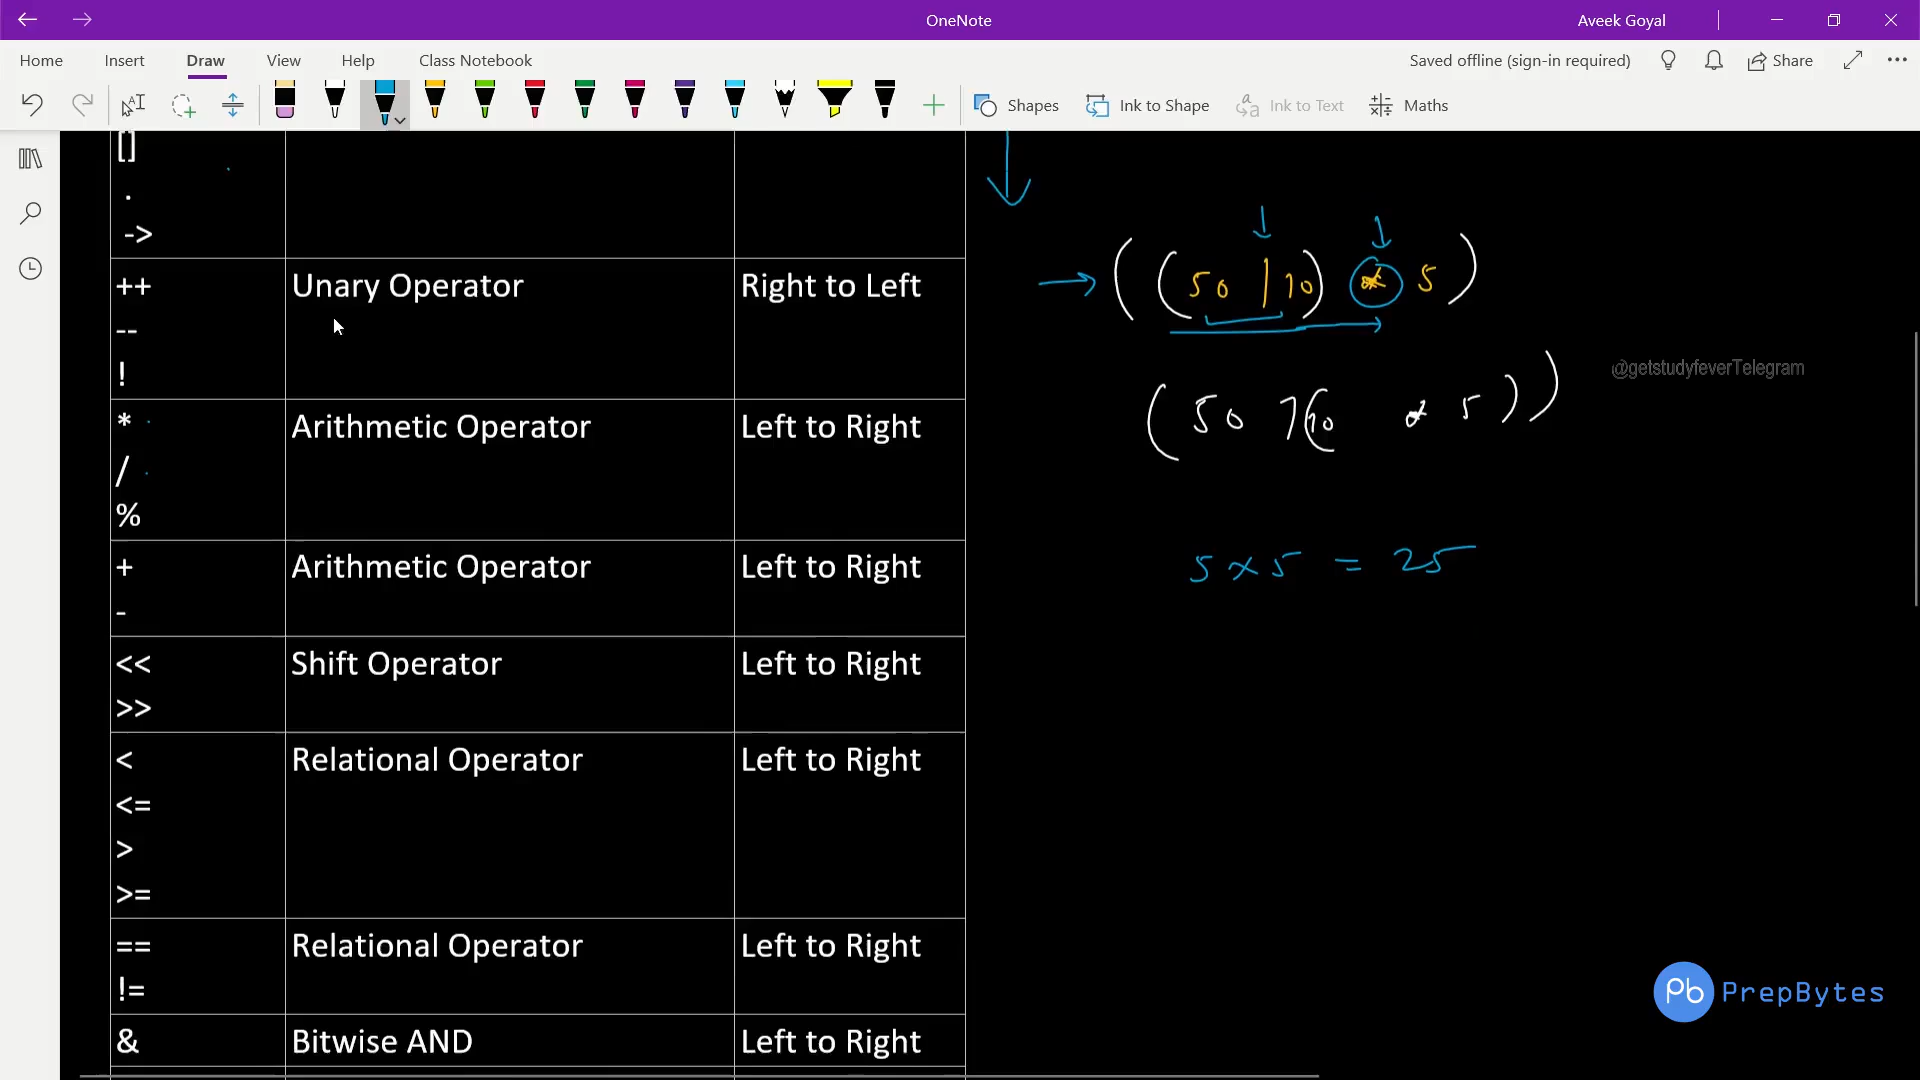 OneNote
Aveek Goyal
Home Insert Draw View Help Class Notebook
Saved offline (sign-in required) Share
Shapes Ink to Shape Ink to Text Maths
[]
.
->
++ Unary Operator Right to Left
--
!
* Arithmetic Operator Left to Right
/
%
+ Arithmetic Operator Left to Right
-
<< Shift Operator Left to Right
>>
< Relational Operator Left to Right
<=
>
>=
== Relational Operator Left to Right
!=
& Bitwise AND Left to Right
((50 / 10) * 5)
(50 / (10 * 5))
5 × 5 = 25
@getstudyfeverTelegram
Pb PrepBytes